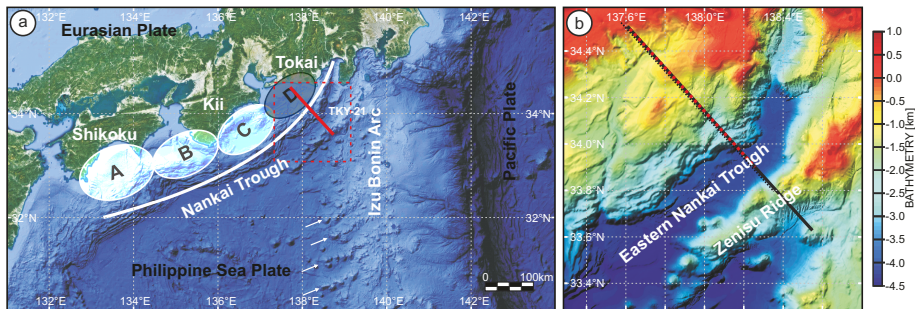 a
132°E
134°E
136°E
138°E
140°E
142°E
Eurasian Plate
Tokai
Kii
Shikoku
34°N
32°N
A
B
C
D
TKY-21
Nankai Trough
Izu Bonin Arc
Pacific Plate
Philippine Sea Plate
0 100km
132°E
134°E
136°E
138°E
140°E
142°E
b
137.6°E
138.0°E
138.4°E
34.4°N
34.2°N
34.0°N
33.8°N
33.6°N
33.4°N
Eastern Nankai Trough
Zenisu Ridge
1.0
0.5
0.0
-0.5
-1.0
-1.5
-2.0
-2.5
-3.0
-3.5
-4.0
-4.5
BATHYMETRY [km]